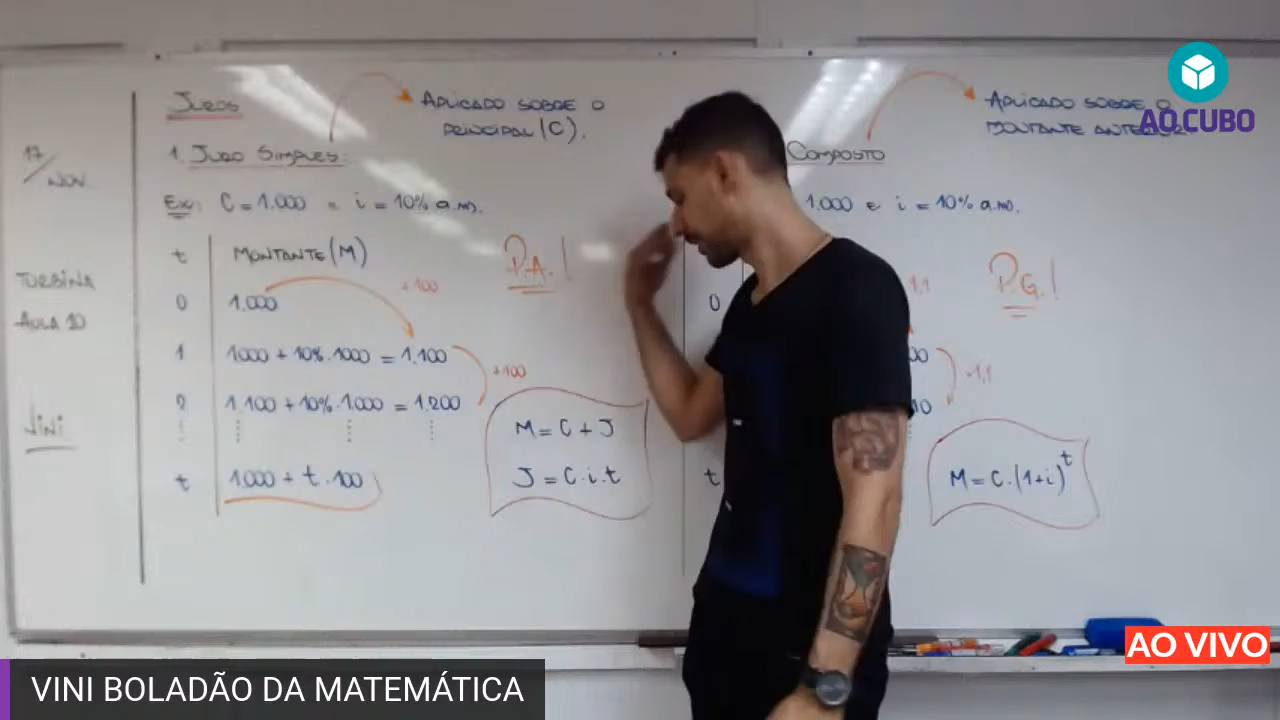 17/NOV.
TURBINA
AULA 10
VINI
JUROS
1. JURO SIMPLES:
APLICADO SOBRE O
PRINCIPAL (C).
EX: C = 1.000 e i = 10% a.m.
t MONTANTE (M)
0 1.000
+100
1 1000 + 10%.1000 = 1.100
+100
2 1.100 + 10%.1.000 = 1.200
t 1.000 + t.100
P.A.!
M = C + J
J = C.i.t
COMPOSTO
APLICADO SOBRE O
MONTANTE
1.000 e i = 10% a.m.
0
P.G.!
t
M = C.(1+i)^t
AO CUBO
AO VIVO
VINI BOLADÃO DA MATEMÁTICA